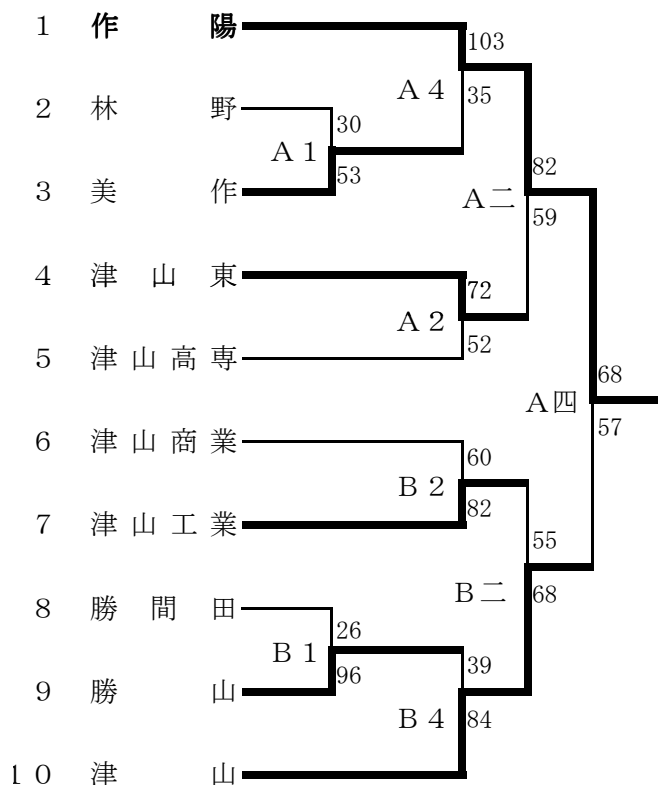 1 作陽
103
A4
35
2 林野
30
A1
53
3 美作
82
A二
59
4 津山東
72
A2
52
5 津山高専
68
A四
57
6 津山商業
60
B2
82
7 津山工業
55
B二
68
8 勝間田
26
B1
96
39
9 勝山
B4
84
10 津山